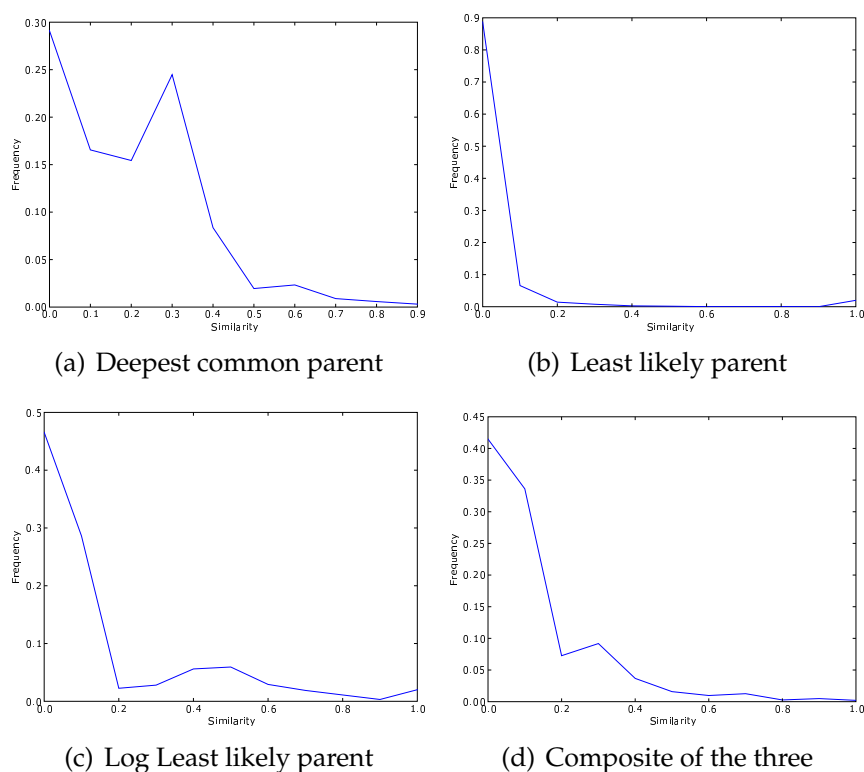 0.30
0.25
0.20
0.15
0.10
0.05
0.00
Frequency
0.0 0.1 0.2 0.3 0.4 0.5 0.6 0.7 0.8 0.9
Similarity
(a) Deepest common parent
0.9
0.8
0.7
0.6
0.5
0.4
0.3
0.2
0.1
0.0
Frequency
0.0 0.2 0.4 0.6 0.8 1.0
Similarity
(b) Least likely parent
0.5
0.4
0.3
0.2
0.1
0.0
Frequency
0.0 0.2 0.4 0.6 0.8 1.0
Similarity
(c) Log Least likely parent
0.45
0.40
0.35
0.30
0.25
0.20
0.15
0.10
0.05
0.00
Frequency
0.0 0.2 0.4 0.6 0.8 1.0
Similarity
(d) Composite of the three